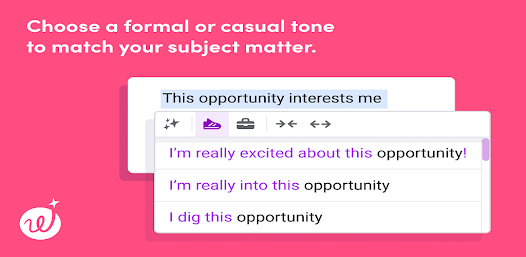 Choose a formal or casual tone
to match your subject matter.
This opportunity interests me
I'm really excited about this opportunity!
I'm really into this opportunity
I dig this opportunity
w